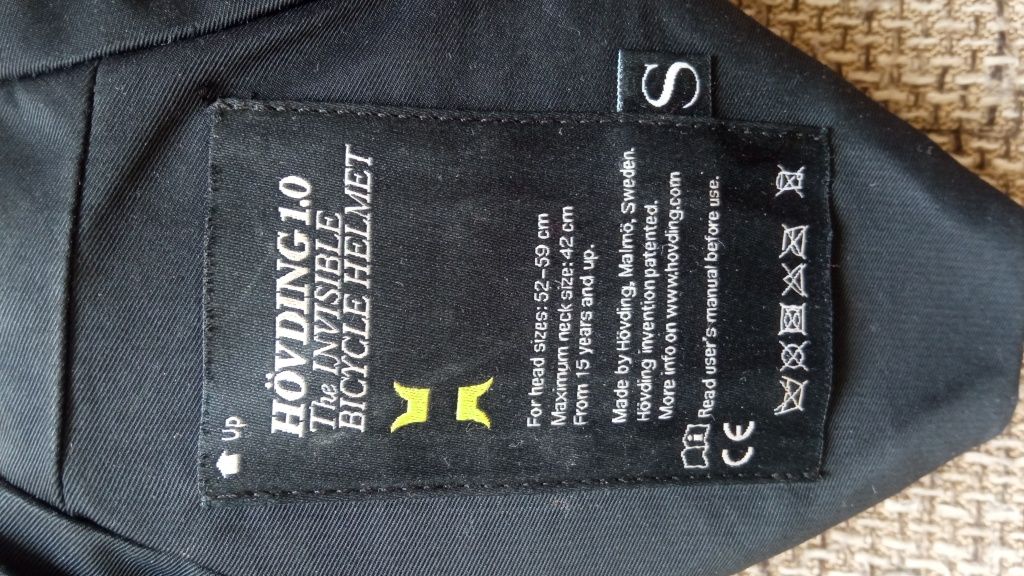 Up
HÖVDING 1.0
The INVISIBLE
BICYCLE HELMET
For head sizes: 52–59 cm
Maximum neck size: 42 cm
From 15 years and up.
Made by Hövding, Malmö, Sweden.
Hövding invention patented.
More info on www.hovding.com
Read user's manual before use.
CE
S